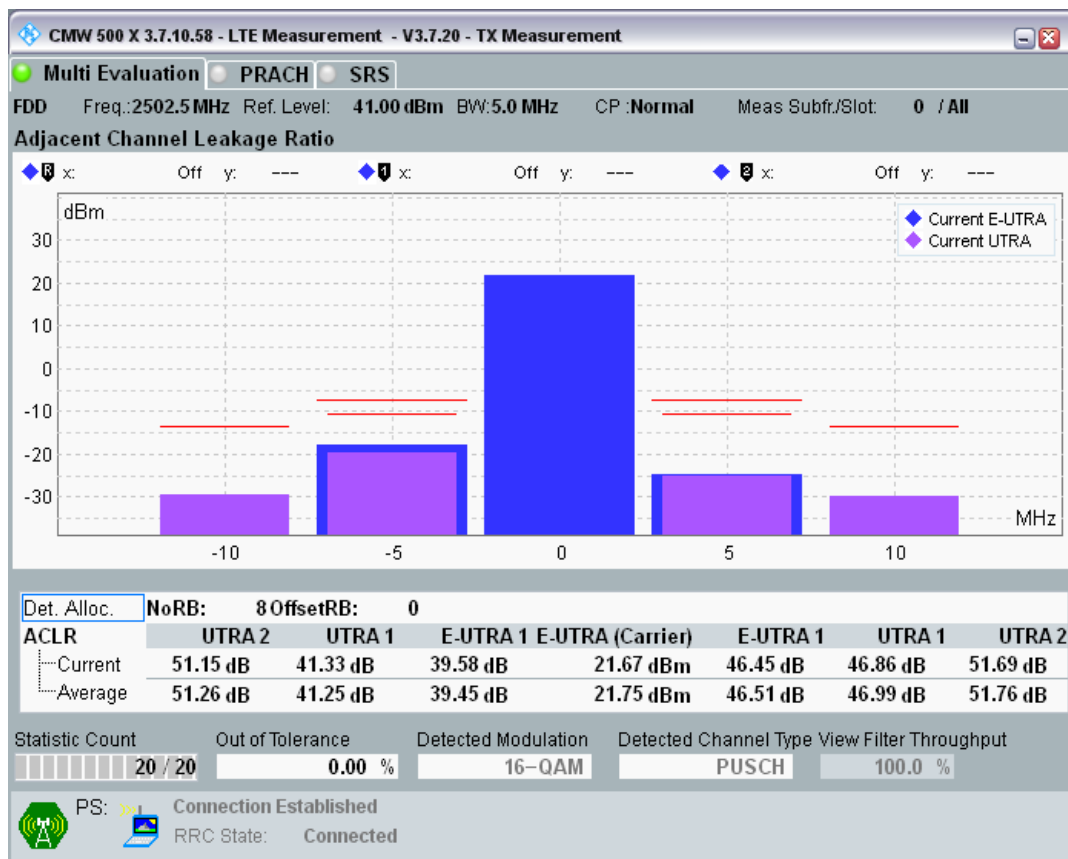 CMW 500 X 3.7.10.58 - LTE Measurement - V3.7.20 - TX Measurement
Multi Evaluation PRACH SRS
FDD Freq.:2502.5 MHz Ref. Level: 41.00 dBm BW:5.0 MHz CP :Normal Meas Subfr./Slot: 0 / All
Adjacent Channel Leakage Ratio
R x: Off y: --- 1 x: Off y: --- 2 x: Off y: ---
dBm
Current E-UTRA
Current UTRA
30
20
10
0
-10
-20
-30
MHz
-10 -5 0 5 10
Det. Alloc. NoRB: 8 OffsetRB: 0
ACLR UTRA 2 UTRA 1 E-UTRA 1 E-UTRA (Carrier) E-UTRA 1 UTRA 1 UTRA 2
Current 51.15 dB 41.33 dB 39.58 dB 21.67 dBm 46.45 dB 46.86 dB 51.69 dB
Average 51.26 dB 41.25 dB 39.45 dB 21.75 dBm 46.51 dB 46.99 dB 51.76 dB
Statistic Count Out of Tolerance Detected Modulation Detected Channel Type View Filter Throughput
20 / 20 0.00 % 16-QAM PUSCH 100.0 %
PS: Connection Established
RRC State: Connected